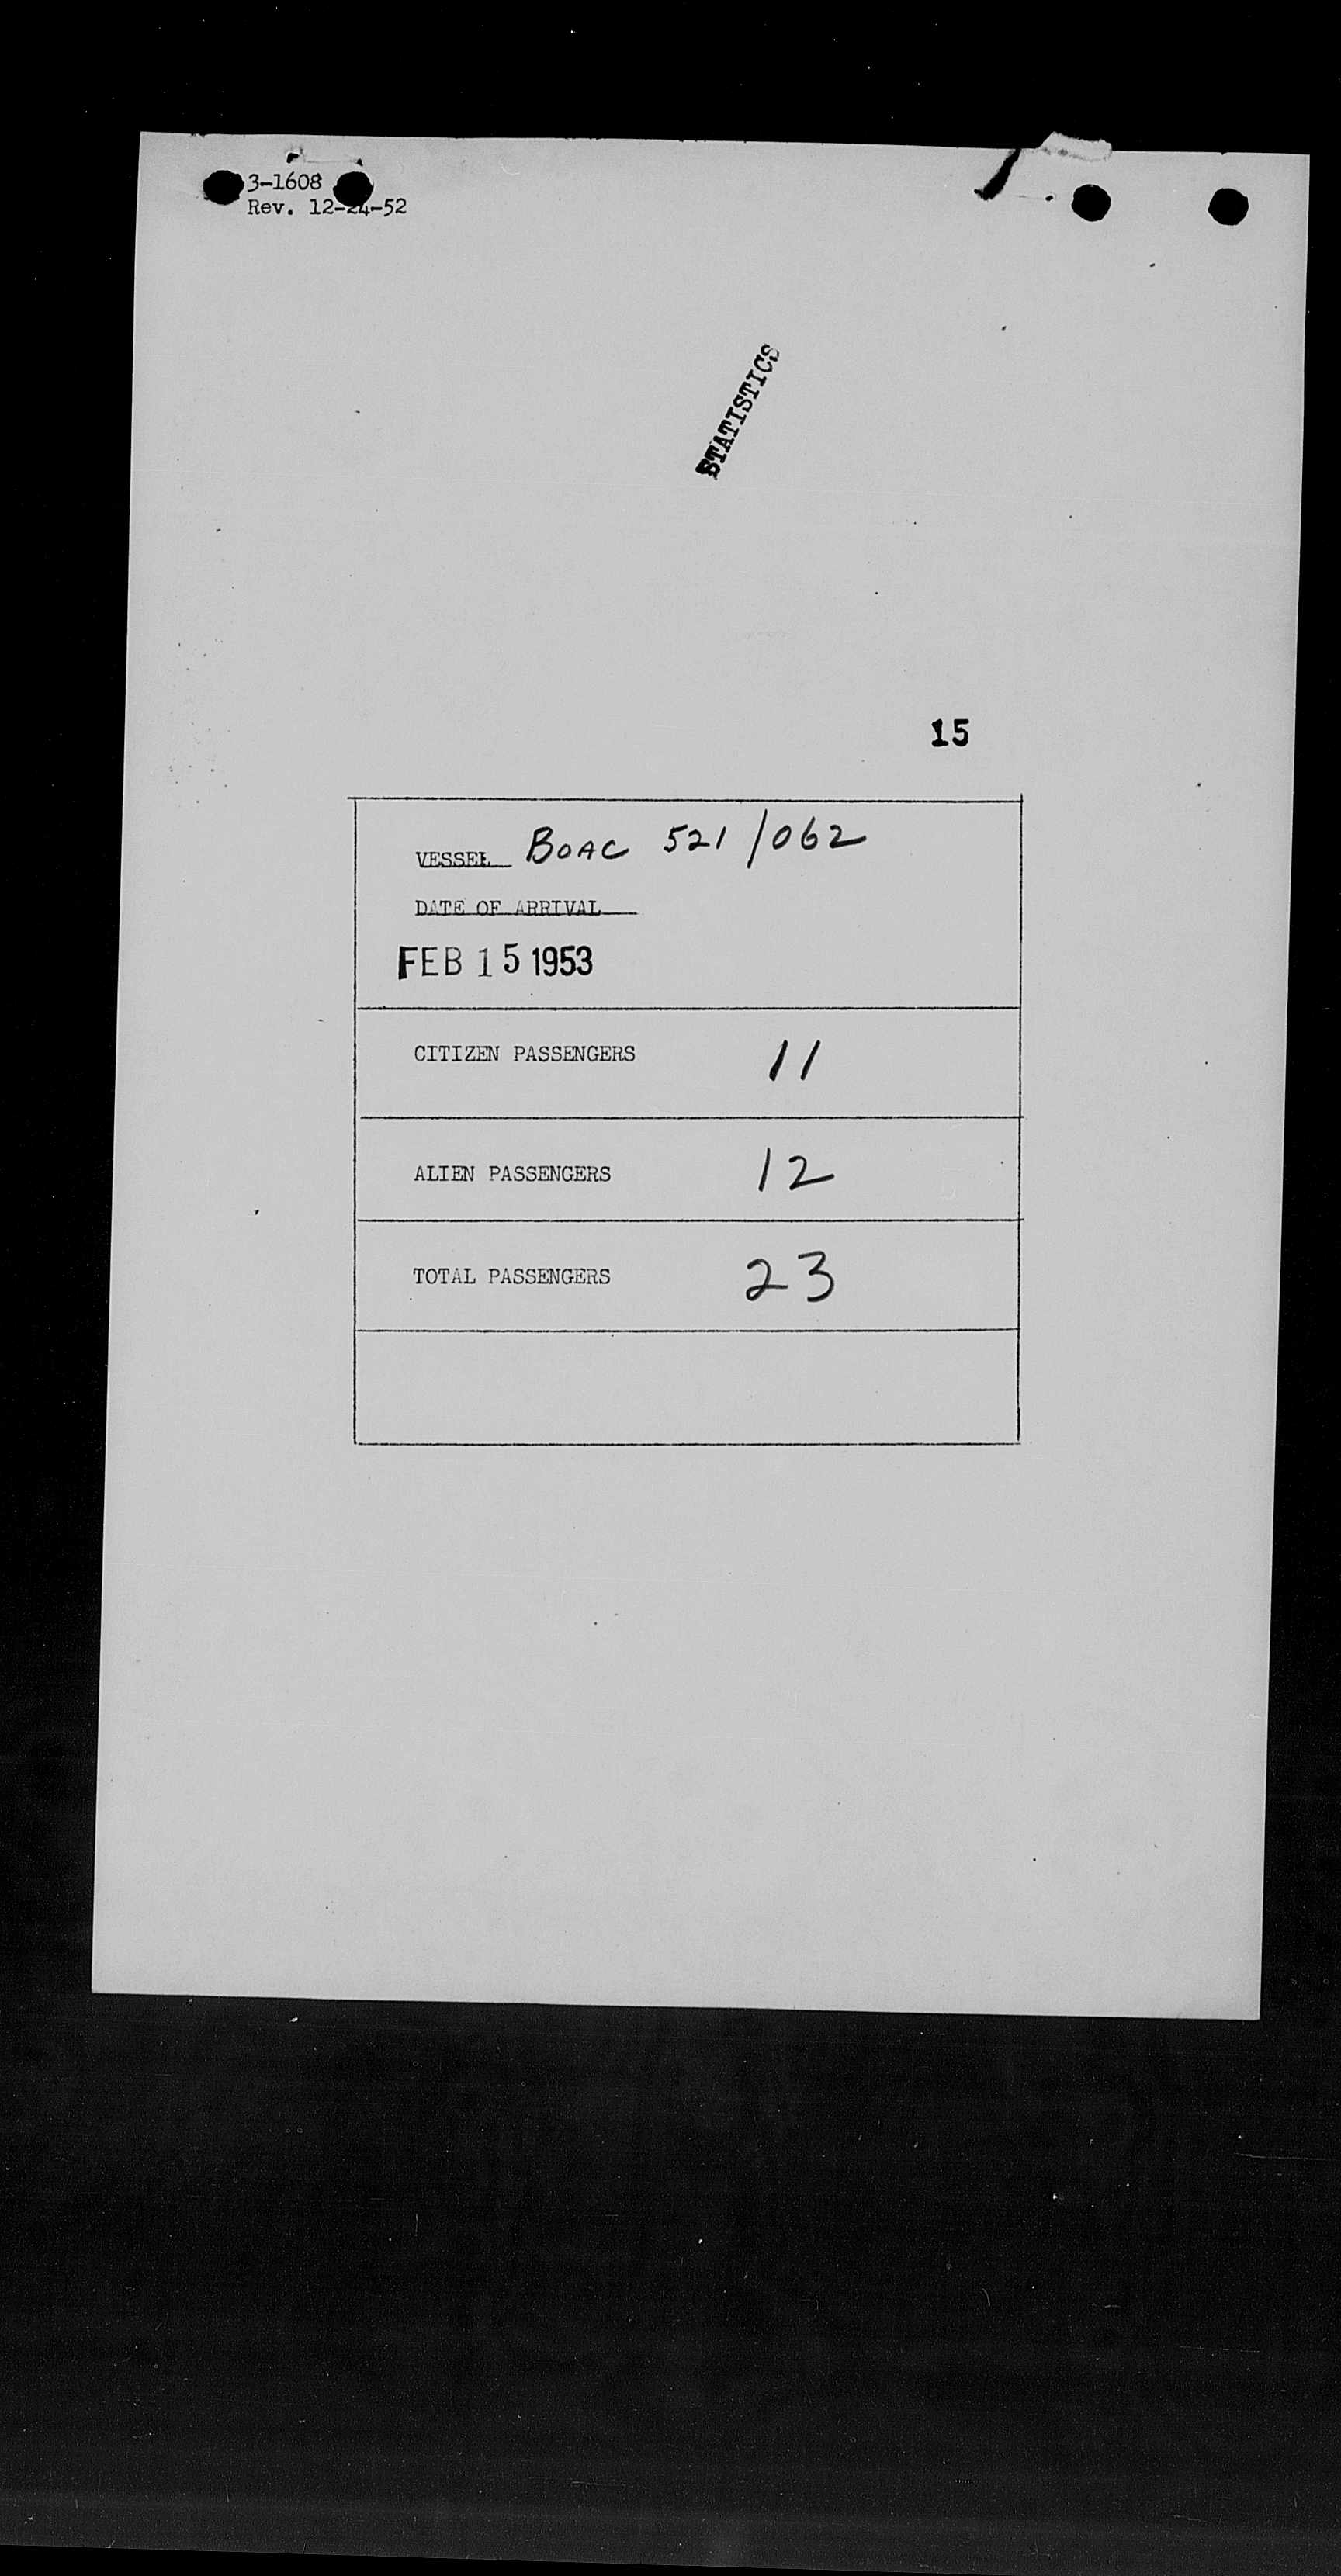 3-1608
Rev. 12-24-52
STATISTICS
15
VESSEL BOAC 521/062
DATE OF ARRIVAL
FEB 15 1953
CITIZEN PASSENGERS 11
ALIEN PASSENGERS 12
TOTAL PASSENGERS 23